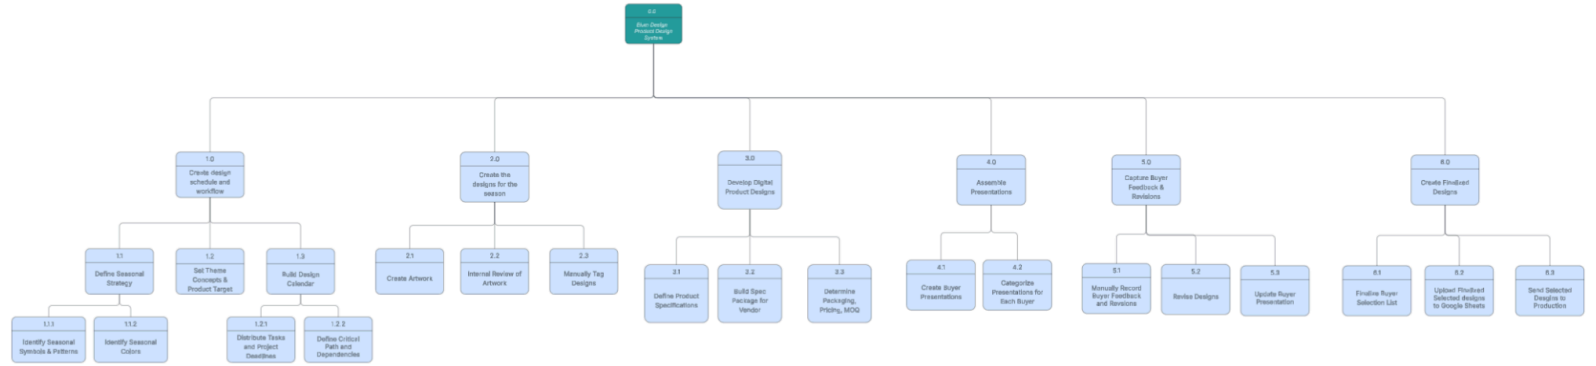 0.0
Product Design
System
1.0
Create design
schedule and
workflow
2.0
Create the
designs for the
season
3.0
Develop Digital
Product Designs
4.0
Assemble
Presentations
5.0
Capture Buyer
Feedback &
Revisions
6.0
Create Finalized
Designs
1.1
Define Seasonal
Strategy
1.2
Set Theme
Concepts &
Product Target
1.3
Build Design
Calendar
2.1
Create Artwork
2.2
Internal Review of
Artwork
2.3
Manually Tag
Designs
Define Product
Specifications
Build Spec
Package for
Vendor
3.3
Determine
Packaging,
Pricing, MOQ
4.1
Create Buyer
Presentations
4.2
Categorize
Presentations for
Each Buyer
5.1
Manually Record
Buyer Feedback
and Revisions
5.2
Revise Designs
5.3
Update Buyer
Presentation
6.1
Finalize Buyer
Selection List
6.2
Upload Finalized
Selected designs
to Google Sheets
6.3
Send Selected
Designs to
Production
1.1.1
Identify Seasonal
Symbols & Patterns
1.1.2
Identify Seasonal
Colors
1.2.1
Distribute Tasks
and Project
Deadlines
1.2.2
Define Critical
Path and
Dependencies